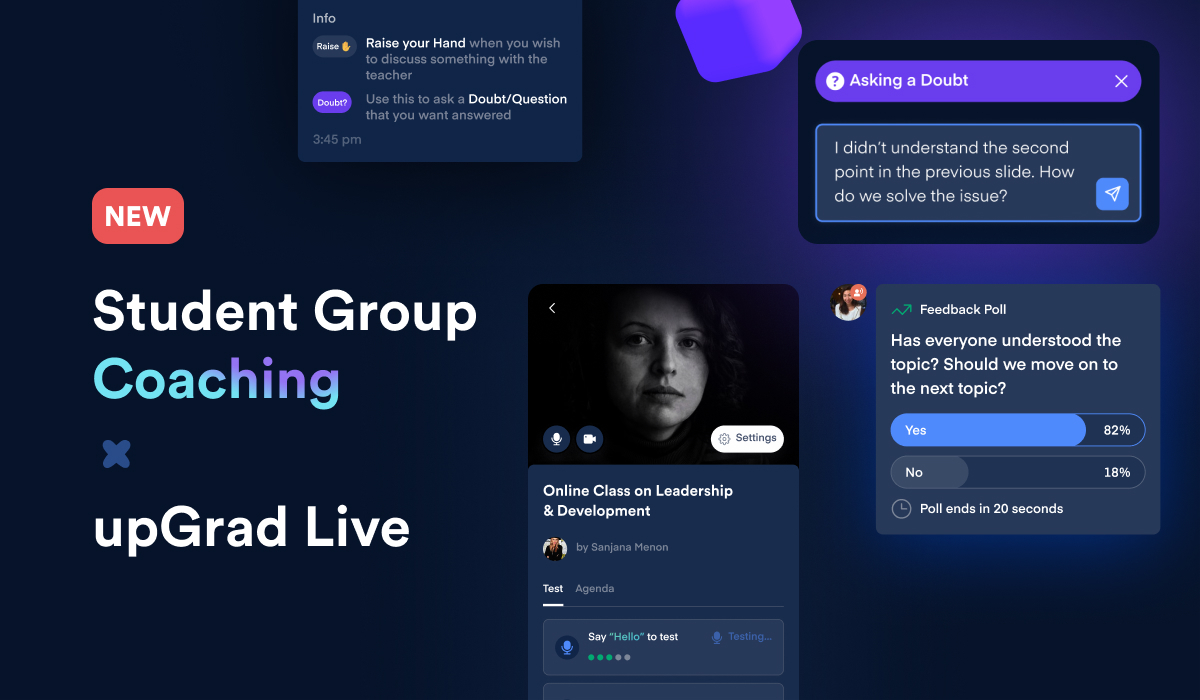 Info
Raise ✋
Raise your Hand when you wish
to discuss something with the
teacher
Doubt?
Use this to ask a Doubt/Question
that you want answered
3:45 pm
Asking a Doubt
I didn't understand the second
point in the previous slide. How
do we solve the issue?
NEW
Student Group
Coaching
upGrad Live
Settings
Online Class on Leadership
& Development
by Sanjana Menon
Test Agenda
Say “Hello” to test
Testing...
Feedback Poll
Has everyone understood the
topic? Should we move on to
the next topic?
Yes 82%
No 18%
Poll ends in 20 seconds